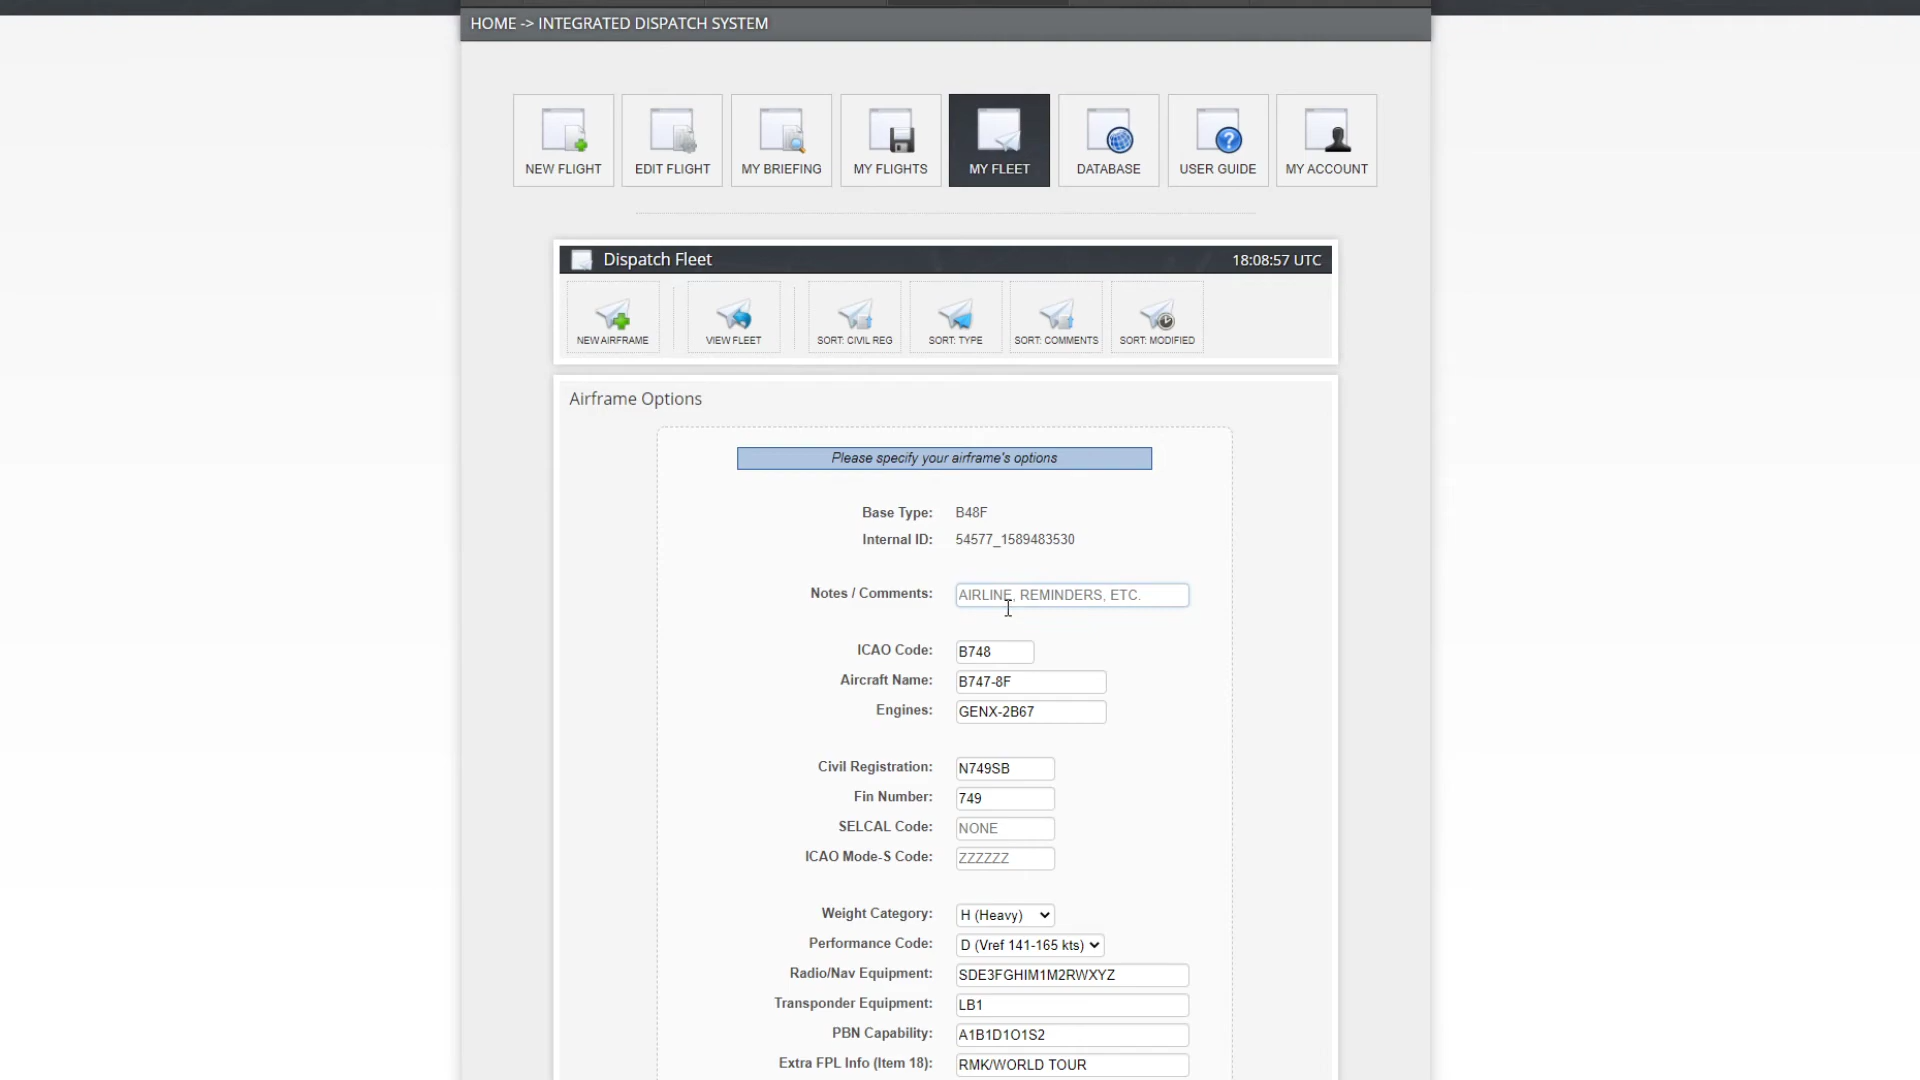 HOME -> INTEGRATED DISPATCH SYSTEM
NEW FLIGHT
EDIT FLIGHT
MY BRIEFING
MY FLIGHTS
MY FLEET
DATABASE
USER GUIDE
MY ACCOUNT
Dispatch Fleet
18:08:57 UTC
NEW AIRFRAME
VIEW FLEET
SORT: CIVIL REG
SORT: TYPE
SORT: COMMENTS
SORT: MODIFIED
Airframe Options
Please specify your airframe's options
Base Type: B48F
Internal ID: 54577_1589483530
Notes / Comments: AIRLINE, REMINDERS, ETC.
ICAO Code: B748
Aircraft Name: B747-8F
Engines: GENX-2B67
Civil Registration: N749SB
Fin Number: 749
SELCAL Code: NONE
ICAO Mode-S Code: ZZZZZZ
Weight Category: H (Heavy)
Performance Code: D (Vref 141-165 kts)
Radio/Nav Equipment: SDE3FGHIM1M2RWXYZ
Transponder Equipment: LB1
PBN Capability: A1B1D1O1S2
Extra FPL Info (Item 18): RMK/WORLD TOUR